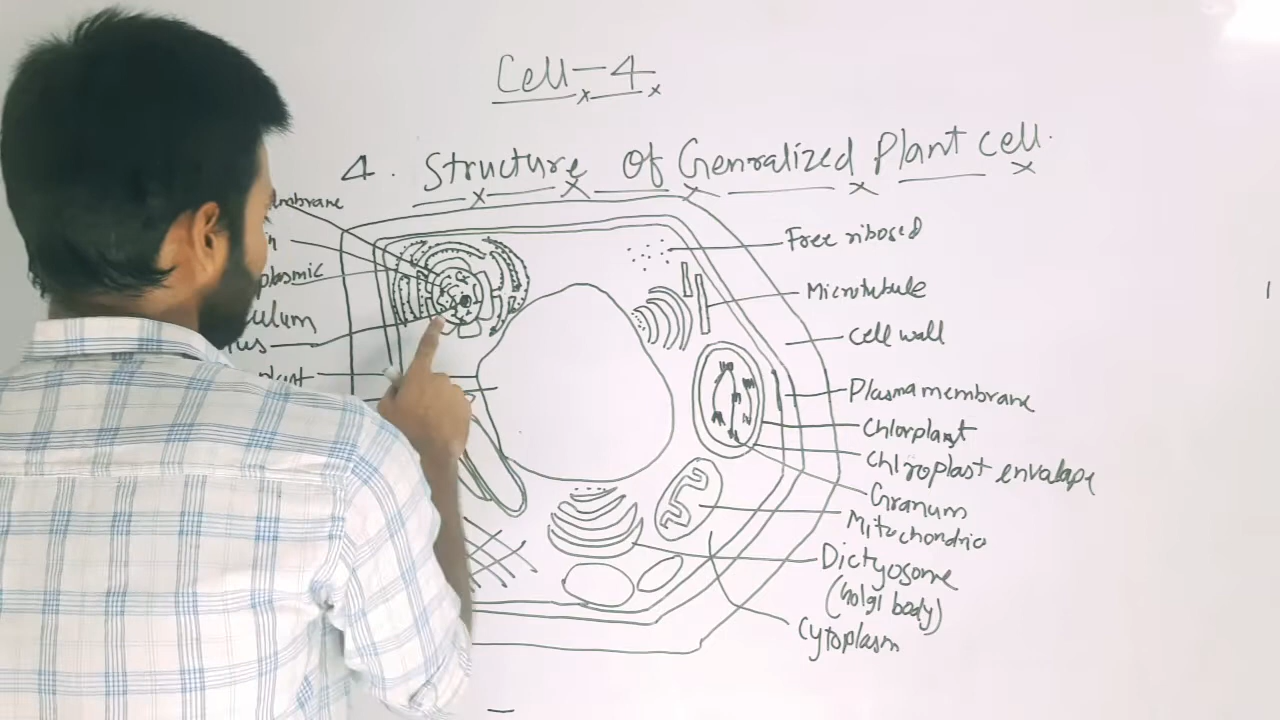 Cell-4
4. Structure of Genralized Plant cell.
plasmic
Free ribosed
Microtubule
Cell wall
Plasma membrane
Chlorplast
Chloroplast envalape
Granum
Mitochondria
Dictyosome
(Golgi body)
Cytoplasm